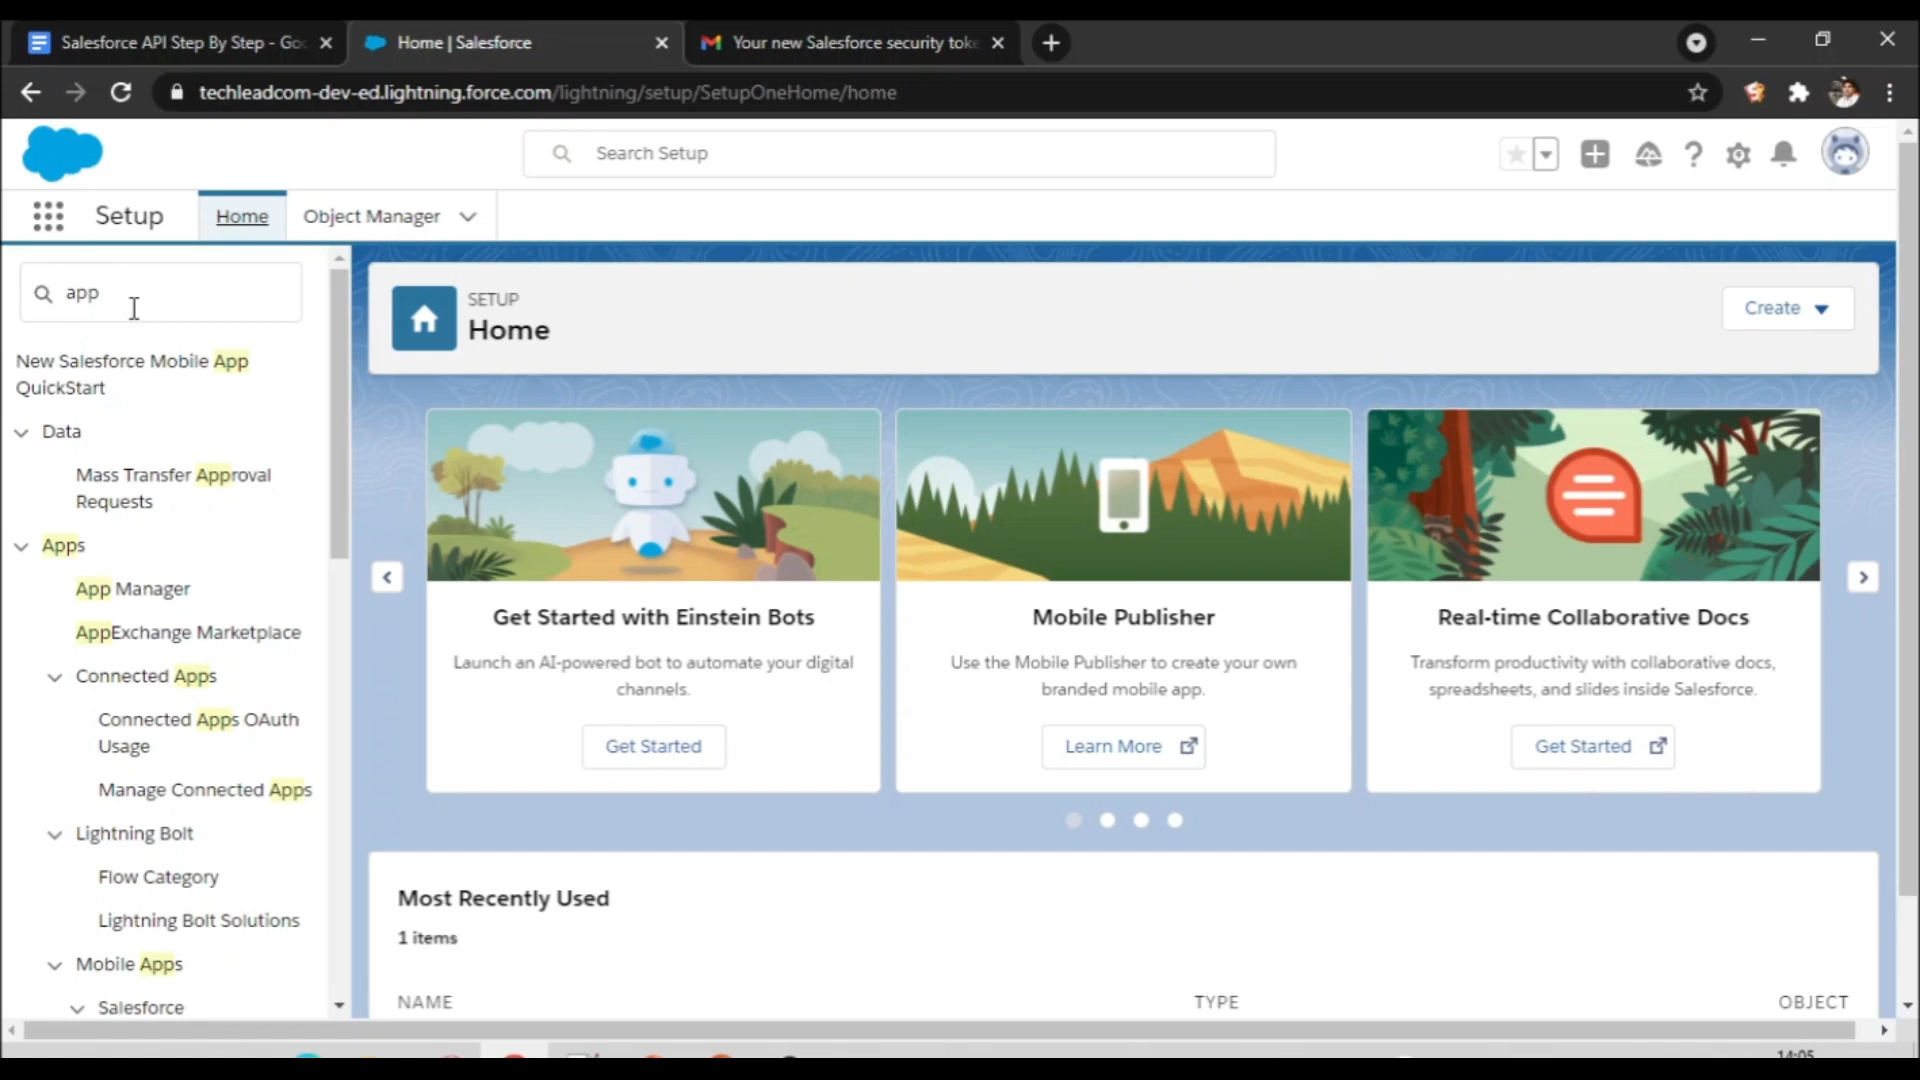 Salesforce API Step By Step - Goo
Home | Salesforce
Your new Salesforce security toke
techleadcom-dev-ed.lightning.force.com/lightning/setup/SetupOneHome/home
Search Setup
Setup
Home
Object Manager
app
New Salesforce Mobile App
QuickStart
Data
Mass Transfer Approval
Requests
Apps
App Manager
AppExchange Marketplace
Connected Apps
Connected Apps OAuth
Usage
Manage Connected Apps
Lightning Bolt
Flow Category
Lightning Bolt Solutions
Mobile Apps
Salesforce
SETUP
Home
Create
Get Started with Einstein Bots
Launch an AI-powered bot to automate your digital
channels.
Get Started
Mobile Publisher
Use the Mobile Publisher to create your own
branded mobile app.
Learn More
Real-time Collaborative Docs
Transform productivity with collaborative docs,
spreadsheets, and slides inside Salesforce.
Get Started
Most Recently Used
1 items
NAME
TYPE
OBJECT
14:05